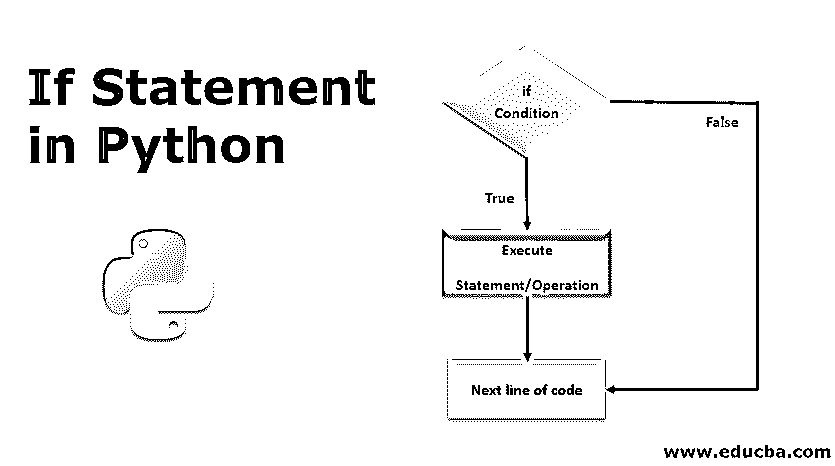 If Statement
in Python
if
Condition
False
True
Execute
Statement/Operation
Next line of code
www.educba.com